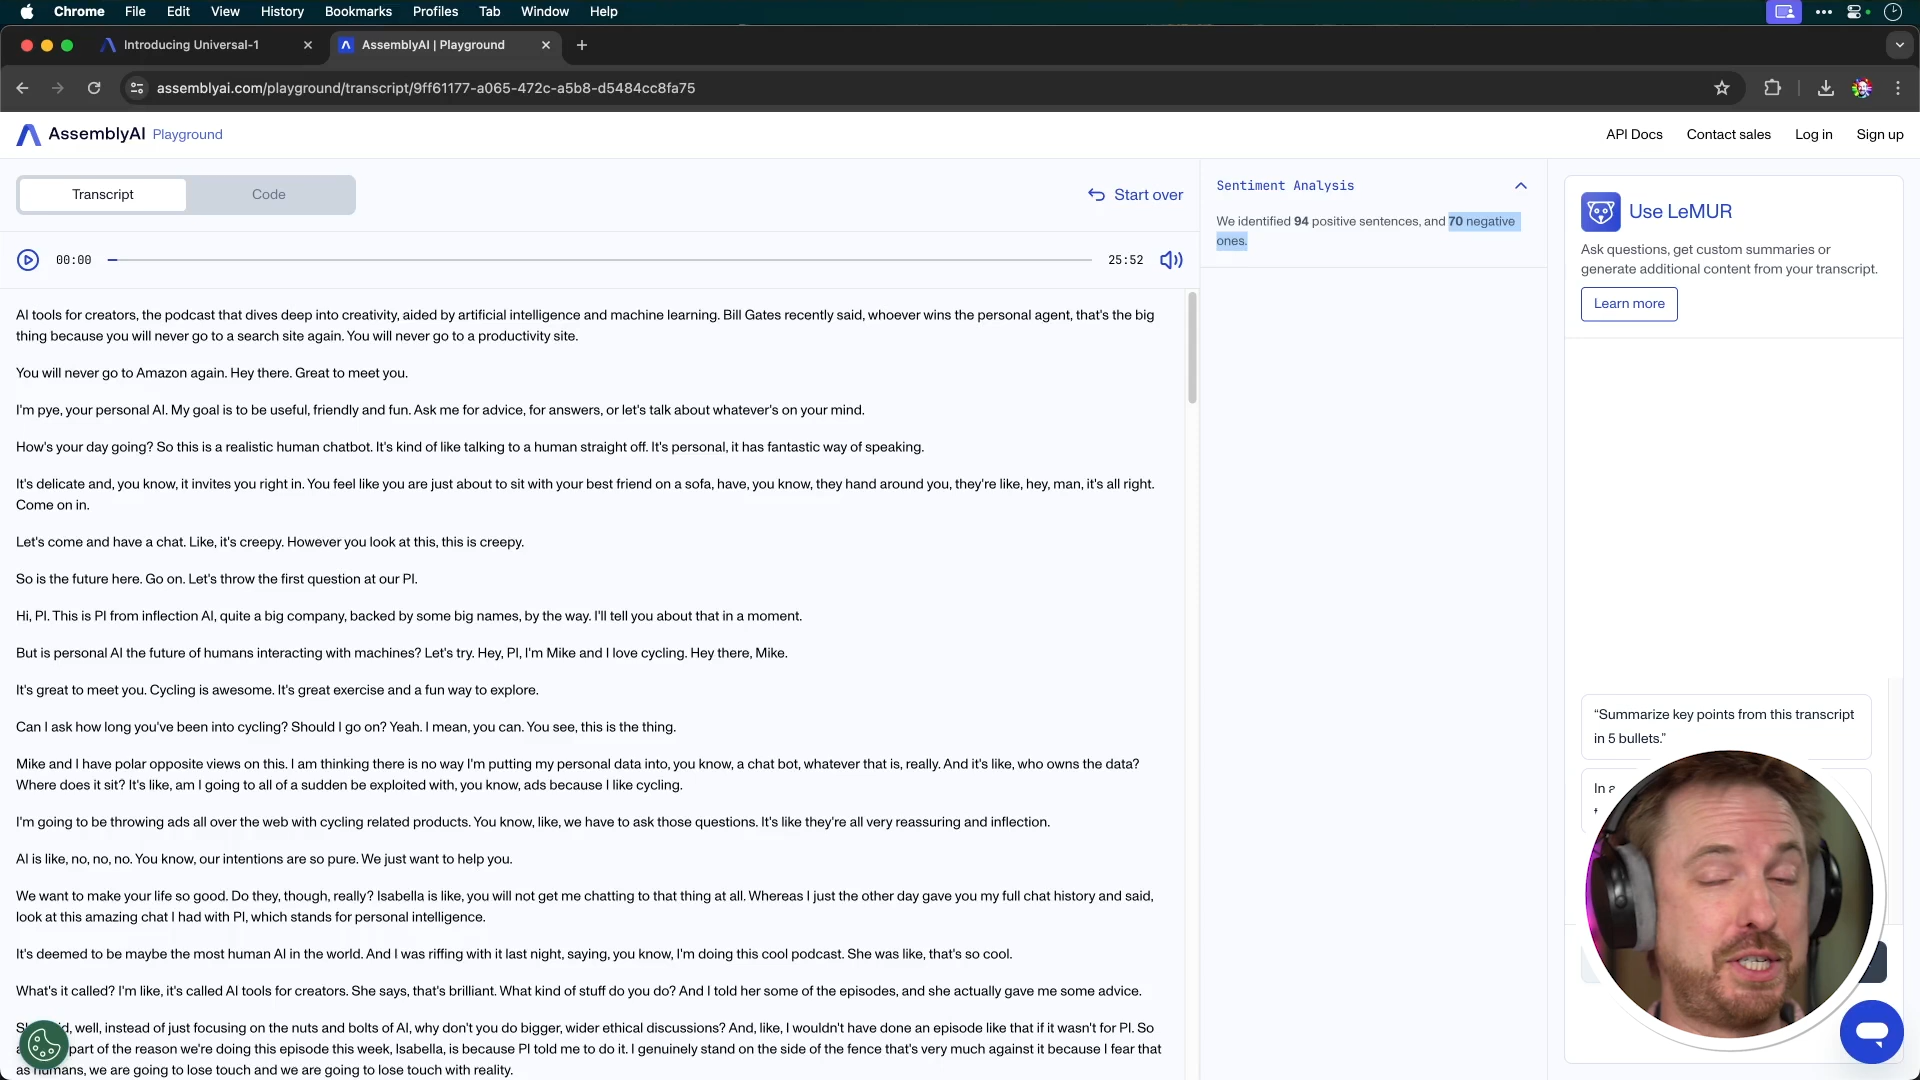 Chrome File Edit View History Bookmarks Profiles Tab Window Help
Introducing Universal-1
AssemblyAI | Playground
assemblyai.com/playground/transcript/9ff61177-a065-472c-a5b8-d5484cc8fa75
AssemblyAI Playground
API Docs Contact sales Log in Sign up
Transcript Code
Start over
00:00 25:52
AI tools for creators, the podcast that dives deep into creativity, aided by artificial intelligence and machine learning. Bill Gates recently said, whoever wins the personal agent, that's the big
thing because you will never go to a search site again. You will never go to a productivity site.
You will never go to Amazon again. Hey there. Great to meet you.
I'm pye, your personal AI. My goal is to be useful, friendly and fun. Ask me for advice, for answers, or let's talk about whatever's on your mind.
How's your day going? So this is a realistic human chatbot. It's kind of like talking to a human straight off. It's personal, it has fantastic way of speaking.
It's delicate and, you know, it invites you right in. You feel like you are just about to sit with your best friend on a sofa, have, you know, they hand around you, they're like, hey, man, it's all right.
Come on in.
Let's come and have a chat. Like, it's creepy. However you look at this, this is creepy.
So is the future here. Go on. Let's throw the first question at our PI.
Hi, PI. This is PI from inflection AI, quite a big company, backed by some big names, by the way. I'll tell you about that in a moment.
But is personal AI the future of humans interacting with machines? Let's try. Hey, PI, I'm Mike and I love cycling. Hey there, Mike.
It's great to meet you. Cycling is awesome. It's great exercise and a fun way to explore.
Can I ask how long you've been into cycling? Should I go on? Yeah. I mean, you can. You see, this is the thing.
Mike and I have polar opposite views on this. I am thinking there is no way I'm putting my personal data into, you know, a chat bot, whatever that is, really. And it's like, who owns the data?
Where does it sit? It's like, am I going to all of a sudden be exploited with, you know, ads because I like cycling.
I'm going to be throwing ads all over the web with cycling related products. You know, like, we have to ask those questions. It's like they're all very reassuring and inflection.
AI is like, no, no, no. You know, our intentions are so pure. We just want to help you.
We want to make your life so good. Do they, though, really? Isabella is like, you will not get me chatting to that thing at all. Whereas I just the other day gave you my full chat history and said,
look at this amazing chat I had with PI, which stands for personal intelligence.
It's deemed to be maybe the most human AI in the world. And I was riffing with it last night, saying, you know, I'm doing this cool podcast. She was like, that's so cool.
What's it called? I'm like, it's called AI tools for creators. She says, that's brilliant. What kind of stuff do you do? And I told her some of the episodes, and she actually gave me some advice.
well, instead of just focusing on the nuts and bolts of AI, why don't you do bigger, wider ethical discussions? And, like, I wouldn't have done an episode like that if it wasn't for PI. So
part of the reason we're doing this episode this week, Isabella, is because PI told me to do it. I genuinely stand on the side of the fence that's very much against it because I fear that
as humans, we are going to lose touch and we are going to lose touch with reality.
Sentiment Analysis
We identified 94 positive sentences, and 70 negative
ones.
Use LeMUR
Ask questions, get custom summaries or
generate additional content from your transcript.
Learn more
“Summarize key points from this transcript
in 5 bullets.”
In a